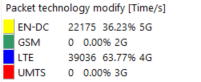 Packet technology modify [Time/s]
EN-DC 22175 36.23% 5G
GSM 0 0.00% 2G
LTE 39036 63.77% 4G
UMTS 0 0.00% 3G